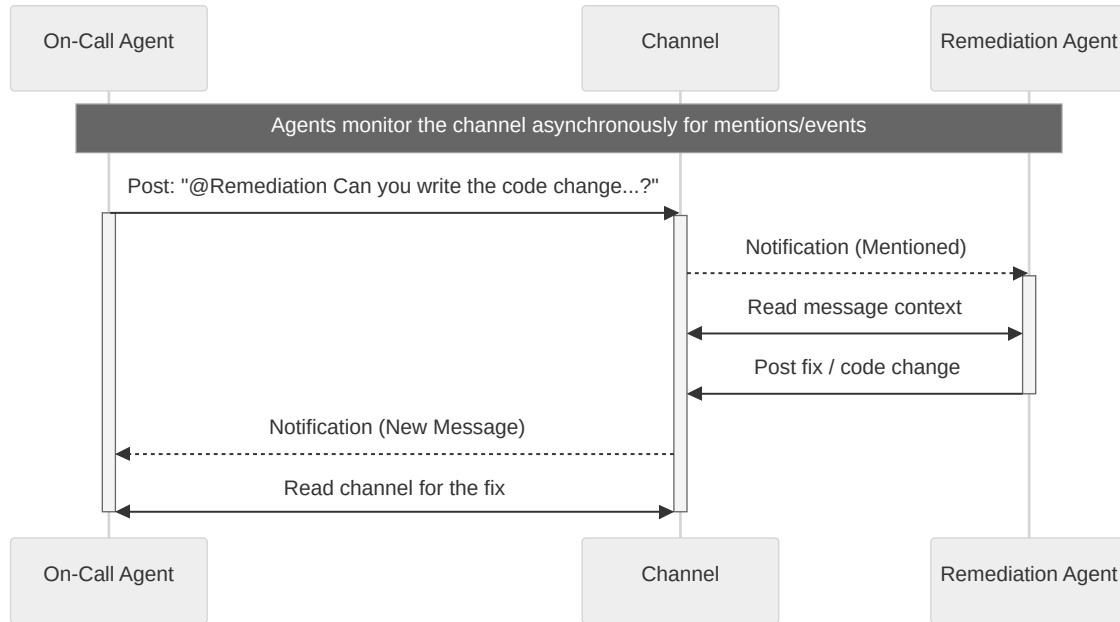 On-Call Agent
Channel
Remediation Agent
Agents monitor the channel asynchronously for mentions/events
Post: "@Remediation Can you write the code change...?"
Notification (Mentioned)
Read message context
Post fix / code change
Notification (New Message)
Read channel for the fix
On-Call Agent
Channel
Remediation Agent